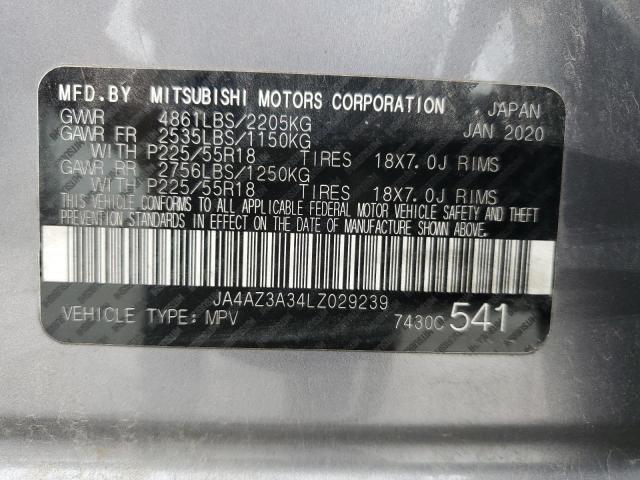 MFD.BY MITSUBISHI MOTORS CORPORATION JAPAN
GVWR 4861LBS/2205KG JAN 2020
GAWR FR 2535LBS/1150KG
WITH P225/55R18 TIRES 18X7.0J RIMS
GAWR RR 2756LBS/1250KG
WITH P225/55R18 TIRES 18X7.0J RIMS
THIS VEHICLE CONFORMS TO ALL APPLICABLE FEDERAL MOTOR VEHICLE SAFETY AND THEFT
PREVENTION STANDARDS IN EFFECT ON THE DATE OF MANUFACTURE SHOWN ABOVE.
JA4AZ3A34LZ029239
VEHICLE TYPE: MPV 7430C 541